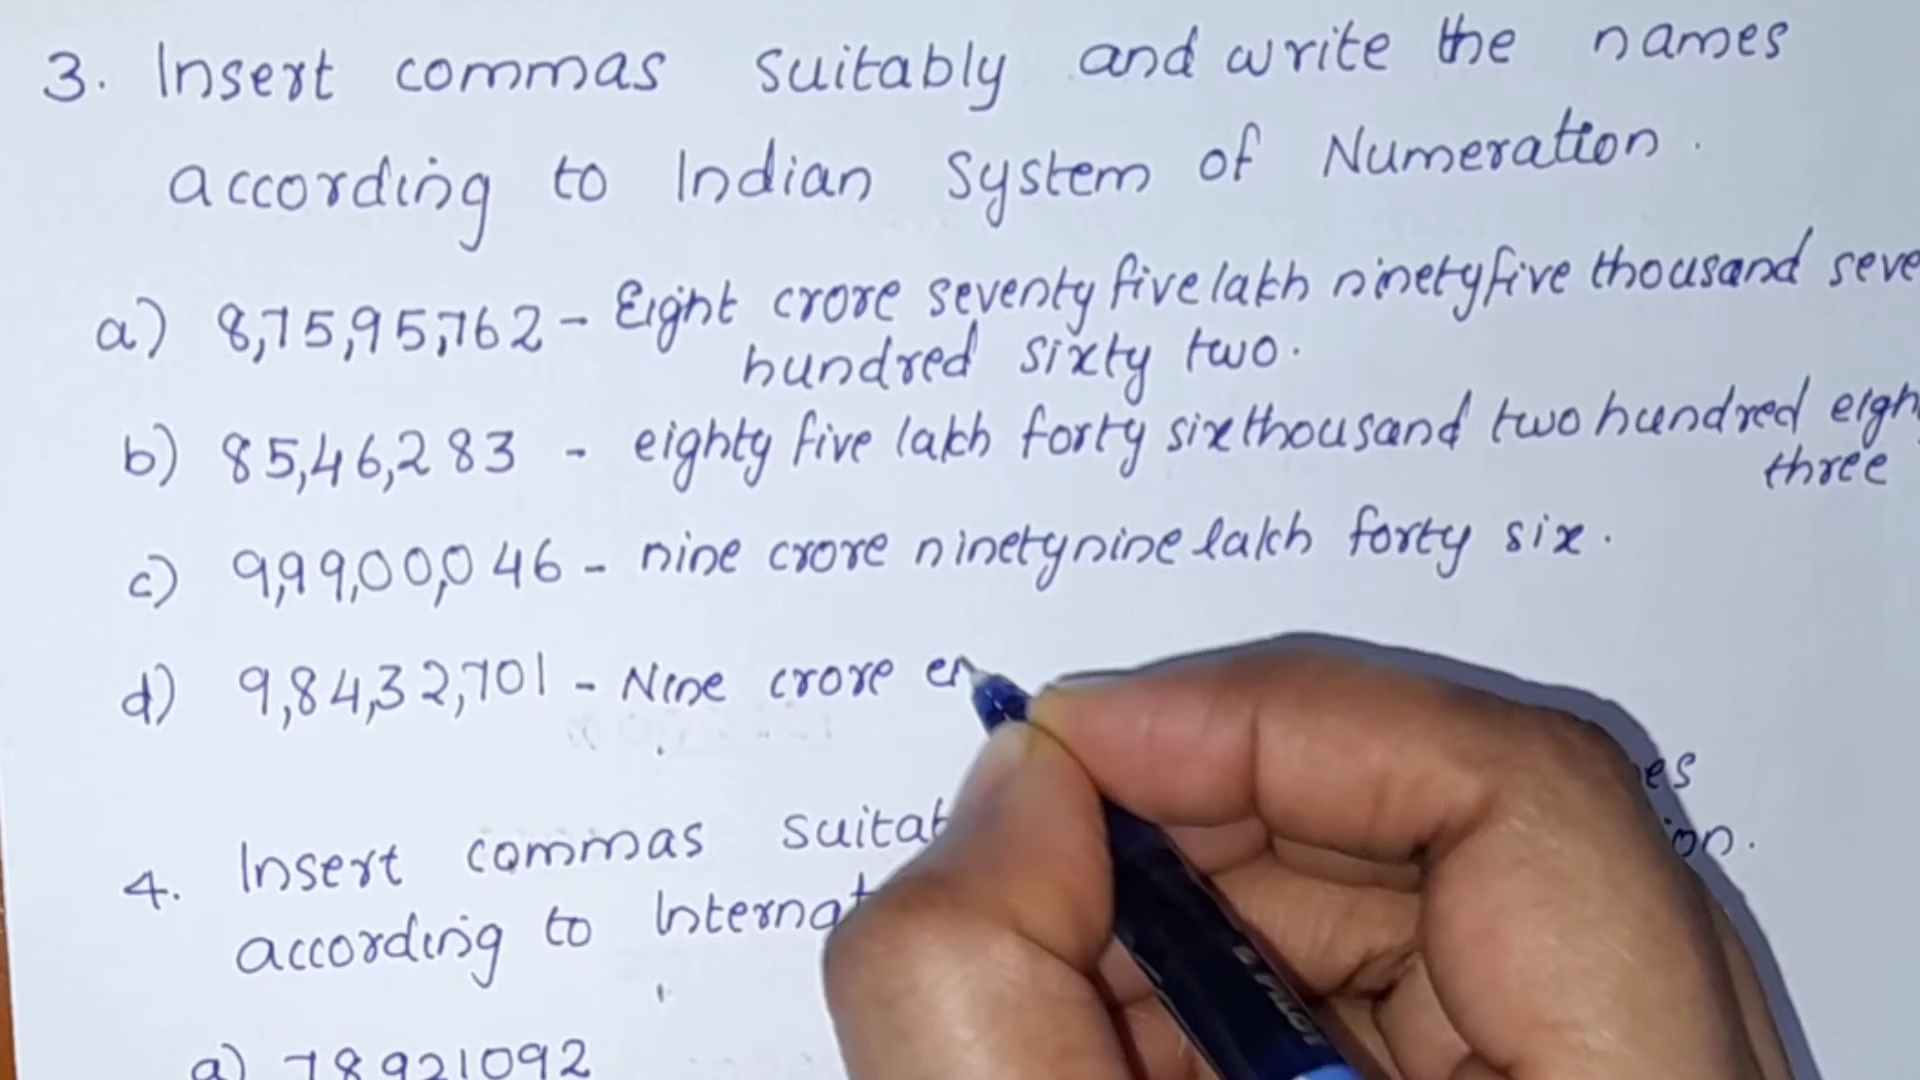 3. Insert commas suitably and write the names
according to Indian System of Numeration.
a) 8,75,95,762 - Eight crore seventy five lakh ninety five thousand seve
hundred sixty two.
b) 85,46,283 - eighty five lakh forty six thousand two hundred eigh
three
c) 9,99,00,046 - nine crore ninety nine lakh forty six.
d) 9,84,32,701 - Nine crore
4. Insert commas
according to
a) 78921092